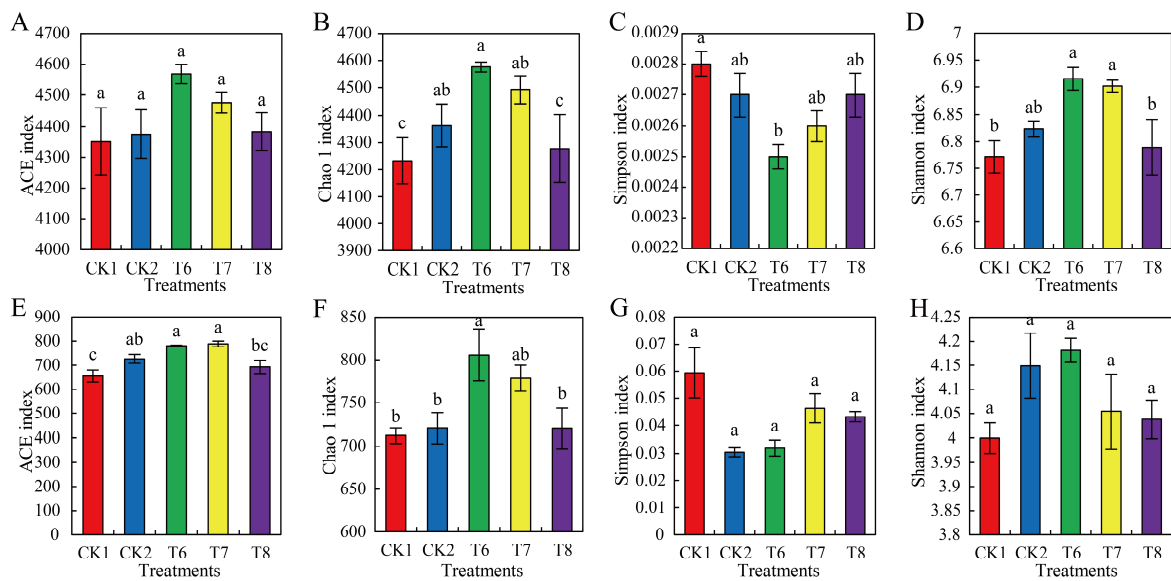 A
ACE index
4700
4600
4500
4400
4300
4200
4100
4000
a
a
a
a
a
CK1 CK2 T6 T7 T8
Treatments
B
Chao 1 index
4700
4600
4500
4400
4300
4200
4100
4000
3900
c
ab
a
ab
c
CK1 CK2 T6 T7 T8
Treatments
C
Simpson index
0.0029
0.0028
0.0027
0.0026
0.0025
0.0024
0.0023
0.0022
a
ab
b
ab
ab
CK1 CK2 T6 T7 T8
Treatments
D
Shannon index
7
6.95
6.9
6.85
6.8
6.75
6.7
6.65
6.6
b
ab
a
a
b
CK1 CK2 T6 T7 T8
Treatments
E
ACE index
900
800
700
600
500
400
300
200
100
0
c
ab
a
a
bc
CK1 CK2 T6 T7 T8
Treatments
F
Chao 1 index
850
800
750
700
650
600
b
b
a
ab
b
CK1 CK2 T6 T7 T8
Treatments
G
Simpson index
0.08
0.07
0.06
0.05
0.04
0.03
0.02
0.01
0
a
a
a
a
a
CK1 CK2 T6 T7 T8
Treatments
H
Shannon index
4.25
4.2
4.15
4.1
4.05
4
3.95
3.9
3.85
3.8
a
a
a
a
a
CK1 CK2 T6 T7 T8
Treatments